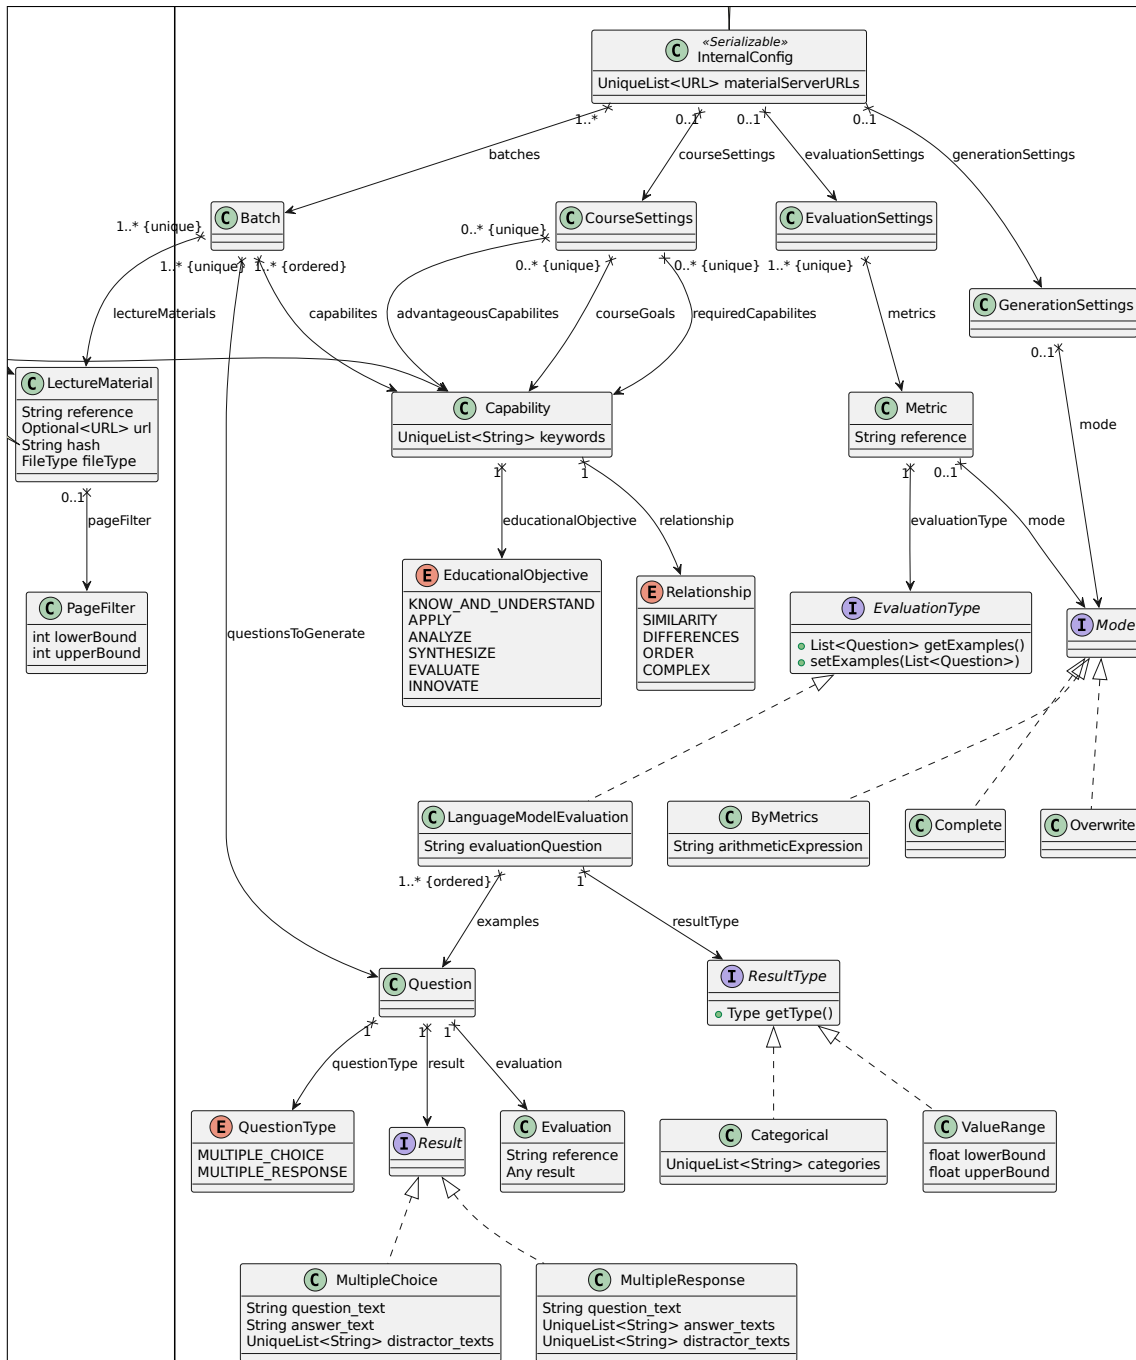 «Serializable»
C InternalConfig
UniqueList<URL> materialServerURLs
1..*
0..1
0..1
0..1
batches
courseSettings
evaluationSettings
generationSettings
C Batch
C CourseSettings
C EvaluationSettings
1..* {unique}
0..* {unique}
1..* {unique}
1..* {ordered}
0..* {unique}
0..* {unique}
1..* {unique}
C GenerationSettings
lectureMaterials
capabilites
advantageousCapabilites
courseGoals
requiredCapabilites
metrics
0..1
C LectureMaterial
String reference
Optional<URL> url
String hash
FileType fileType
C Capability
UniqueList<String> keywords
C Metric
String reference
mode
0..1
1
1
1
0..1
pageFilter
educationalObjective
relationship
evaluationType
mode
C PageFilter
int lowerBound
int upperBound
E EducationalObjective
KNOW_AND_UNDERSTAND
APPLY
ANALYZE
SYNTHESIZE
EVALUATE
INNOVATE
E Relationship
SIMILARITY
DIFFERENCES
ORDER
COMPLEX
I EvaluationType
List<Question> getExamples()
setExamples(List<Question>)
I Mode
questionsToGenerate
C LanguageModelEvaluation
String evaluationQuestion
C ByMetrics
String arithmeticExpression
C Complete
C Overwrite
1..* {ordered}
1
examples
resultType
C Question
I ResultType
Type getType()
1
1
1
questionType
result
evaluation
E QuestionType
MULTIPLE_CHOICE
MULTIPLE_RESPONSE
I Result
C Evaluation
String reference
Any result
C Categorical
UniqueList<String> categories
C ValueRange
float lowerBound
float upperBound
C MultipleChoice
String question_text
String answer_text
UniqueList<String> distractor_texts
C MultipleResponse
String question_text
UniqueList<String> answer_texts
UniqueList<String> distractor_texts